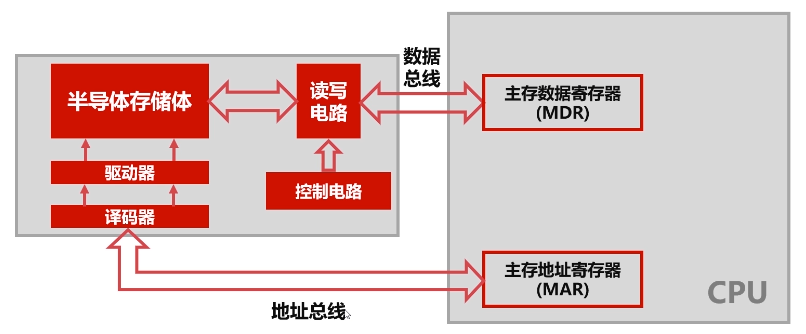 数据
总线
半导体存储体
读写
电路
主存数据寄存器
(MDR)
驱动器
控制电路
译码器
主存地址寄存器
(MAR)
CPU
地址总线